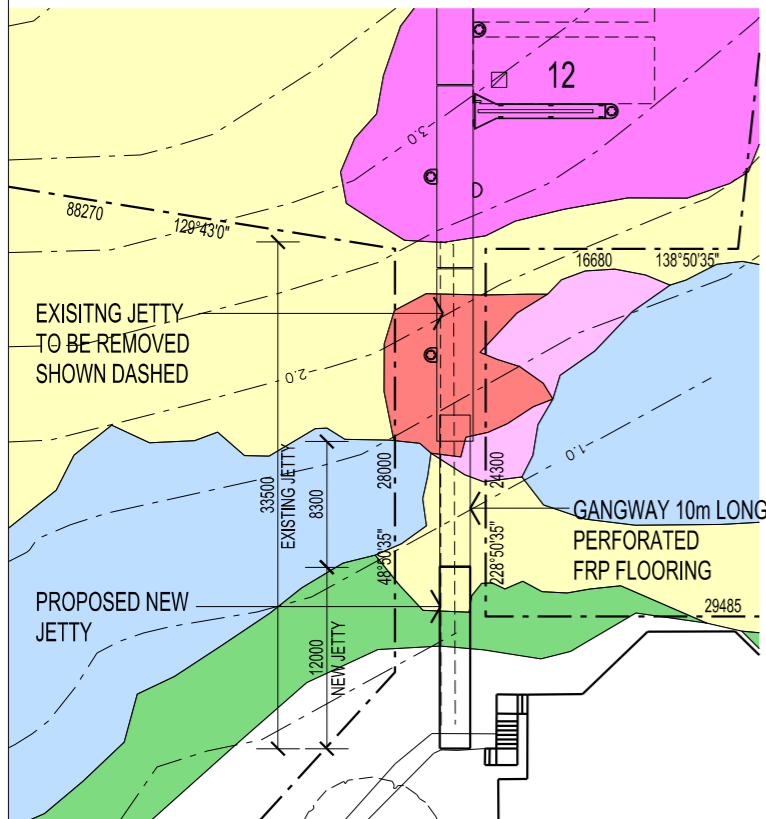 12
3.0
88270
129°43'0"
16680
138°50'35"
EXISITNG JETTY
TO BE REMOVED
SHOWN DASHED
2.0
1.0
33500
EXISTING JETTY
8300
28000
48°50'35"
24300
228°50'35"
GANGWAY 10m LONG
PERFORATED
FRP FLOORING
PROPOSED NEW
JETTY
12000
NEW JETTY
29485